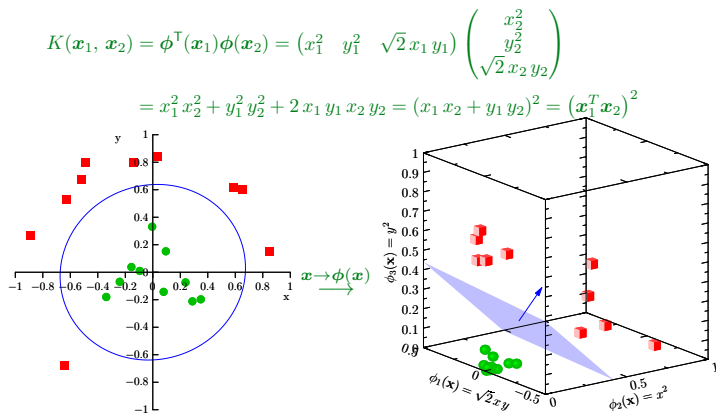 K(x₁, x₂) = ϕᵀ(x₁)ϕ(x₂) = (x₁² y₁² √2 x₁ y₁) (x₂² y₂² √2 x₂ y₂)
= x₁² x₂² + y₁² y₂² + 2 x₁ y₁ x₂ y₂ = (x₁ x₂ + y₁ y₂)² = (x₁ᵀx₂)²
y
1
0.8
0.6
0.4
0.2
0
−1 −0.8 −0.6 −0.4 −0.2 0 0.2 0.4 0.6 0.8 1
x
−0.2
−0.4
−0.6
−0.8
−1
x→ϕ(x)
1
0.9
0.8
0.7
0.6
0.5
0.4
0.3
0.2
0.1
0
ϕ₃(x) = y²
0 −0.5
ϕ₁(x) = √2xy
0 0.5 1
ϕ₂(x) = x²